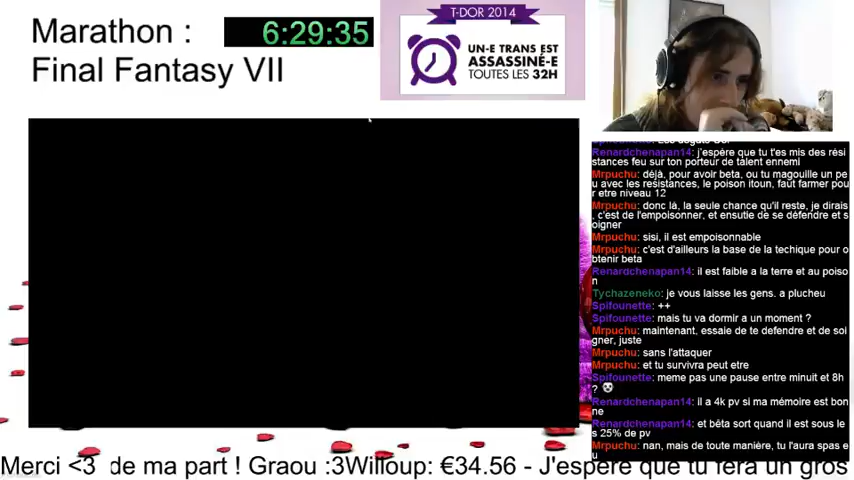 Marathon :
Final Fantasy VII
6:29:35
T-DOR 2014
UN·E TRANS EST
ASSASSINÉ·E
TOUTES LES 32H
Renardchenapan14: j'espère que tu t'es mis des rési
stances feu sur ton porteur de talent ennemi
Mrpuchu: déjà, pour avoir beta, ou tu magouille un pe
u avec les resistances, le poison itoun, faut farmer po
r etre niveau 12
Mrpuchu: donc là, la seule chance qu'il reste, je dirais
, c'est de l'empoisonner, et ensutie de se défendre et s
oigner
Mrpuchu: sisi, il est empoisonnable
Mrpuchu: c'est d'ailleurs la base de la techique pour o
btenir beta
Renardchenapan14: il est faible a la terre et au poiso
n
Tychazeneko: je vous laisse les gens. a plucheu
Spifounette: ++
Spifounette: mais tu va dormir a un moment ?
Mrpuchu: maintenant, essaie de te defendre et de soi
gner, juste
Mrpuchu: sans l'attaquer
Mrpuchu: et tu survivra peut etre
Spifounette: meme pas une pause entre minuit et 8h
?
Renardchenapan14: il a 4k pv si ma mémoire est bon
ne
Renardchenapan14: et bêta sort quand il est sous le
s 25% de pv
Mrpuchu: nan, mais de toute manière, tu l'aura spas e
u
Merci <3 de ma part ! Graou :3Willoup: €34.56 - J'espère que tu fera un gros